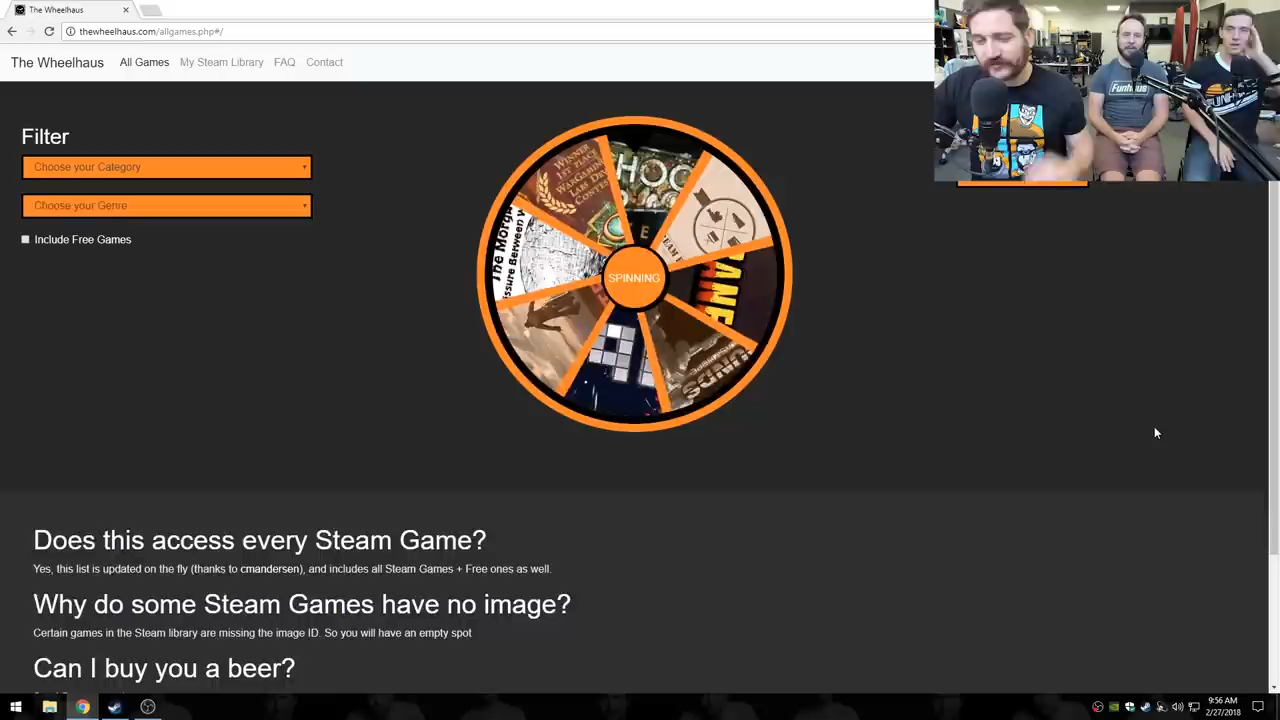 The Wheelhaus
thewheelhaus.com/allgames.php#/
The Wheelhaus
All Games
My Steam Library
FAQ
Contact
Funhaus
Filter
Choose your Category
Choose your Genre
Include Free Games
WINNER
1ST PLACE
SPINNING
Does this access every Steam Game?
Yes, this list is updated on the fly (thanks to cmandersen), and includes all Steam Games + Free ones as well.
Why do some Steam Games have no image?
Certain games in the Steam library are missing the image ID. So you will have an empty spot
Can I buy you a beer?
9:56 AM
2/27/2018